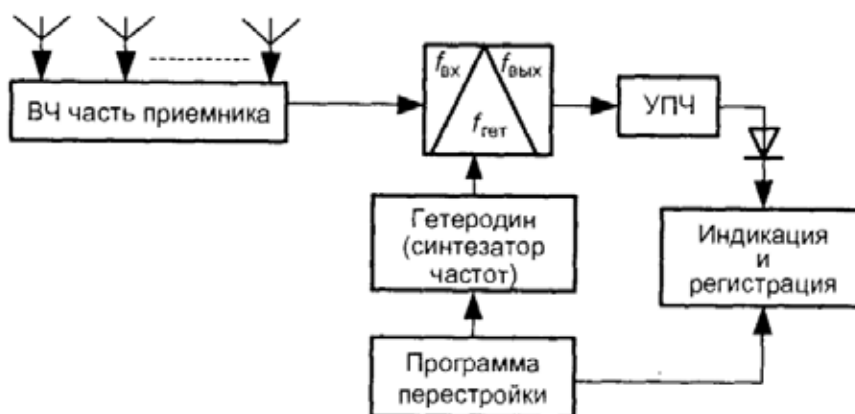 ВЧ часть приемника
fвх
fвых
fгет
УПЧ
Гетеродин
(синтезатор
частот)
Индикация
и
регистрация
Программа
перестройки